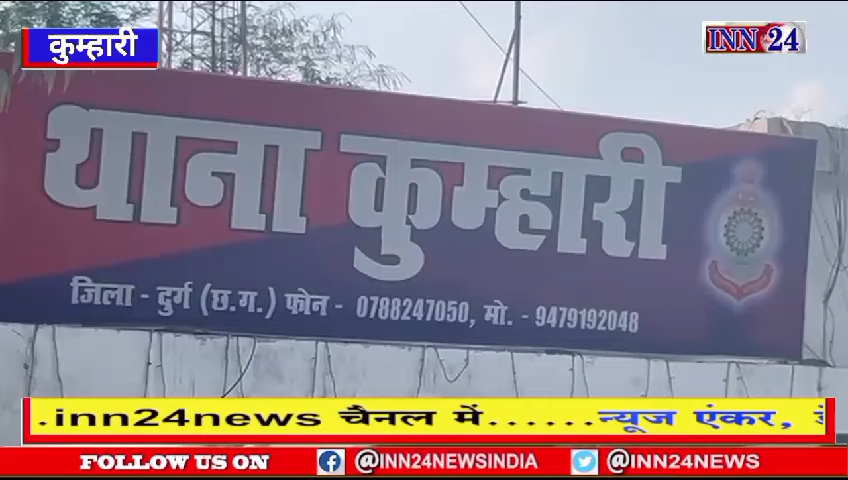 कुम्हारी
INN 24
थाना कुम्हारी
जिला - दुर्ग (छ.ग.) फोन - 0788247050, मो. - 9479192048
.inn24news चैनल में......न्यूज एंकर,
FOLLOW US ON @INN24NEWSINDIA @INN24NEWS